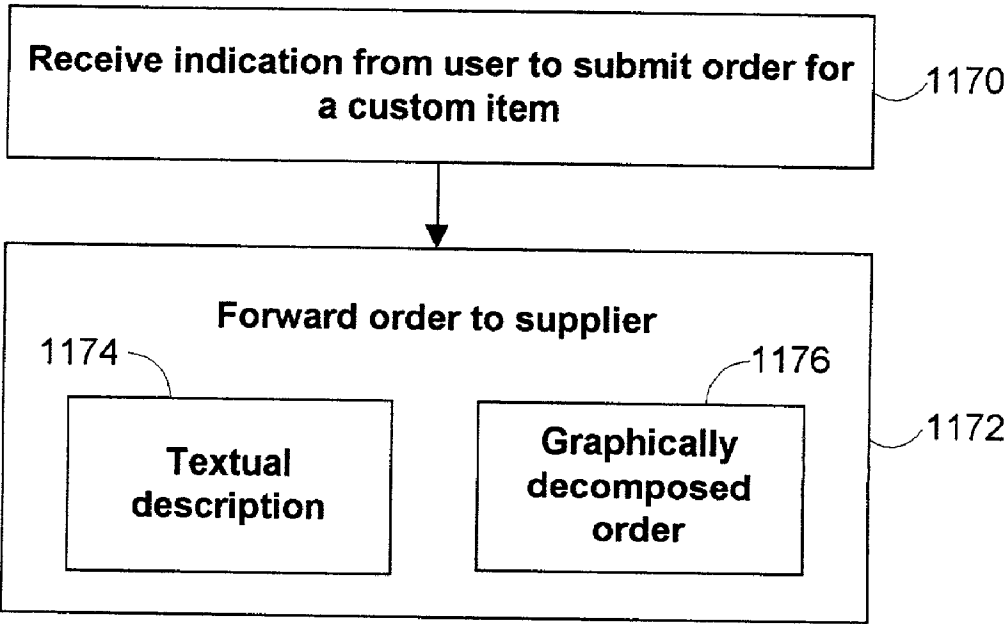 Receive indication from user to submit order for
a custom item
1170
Forward order to supplier
1174
1176
Textual
description
Graphically
decomposed
order
1172